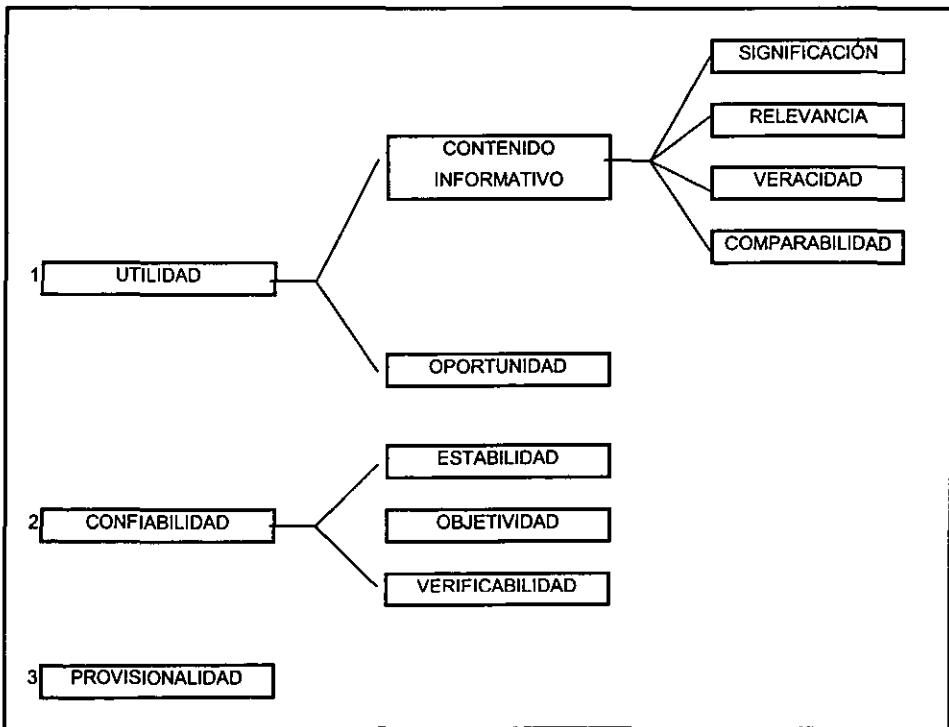 SIGNIFICACIÓN
RELEVANCIA
CONTENIDO
INFORMATIVO
VERACIDAD
COMPARABILIDAD
1 UTILIDAD
OPORTUNIDAD
ESTABILIDAD
2 CONFIABILIDAD
OBJETIVIDAD
VERIFICABILIDAD
3 PROVISIONALIDAD